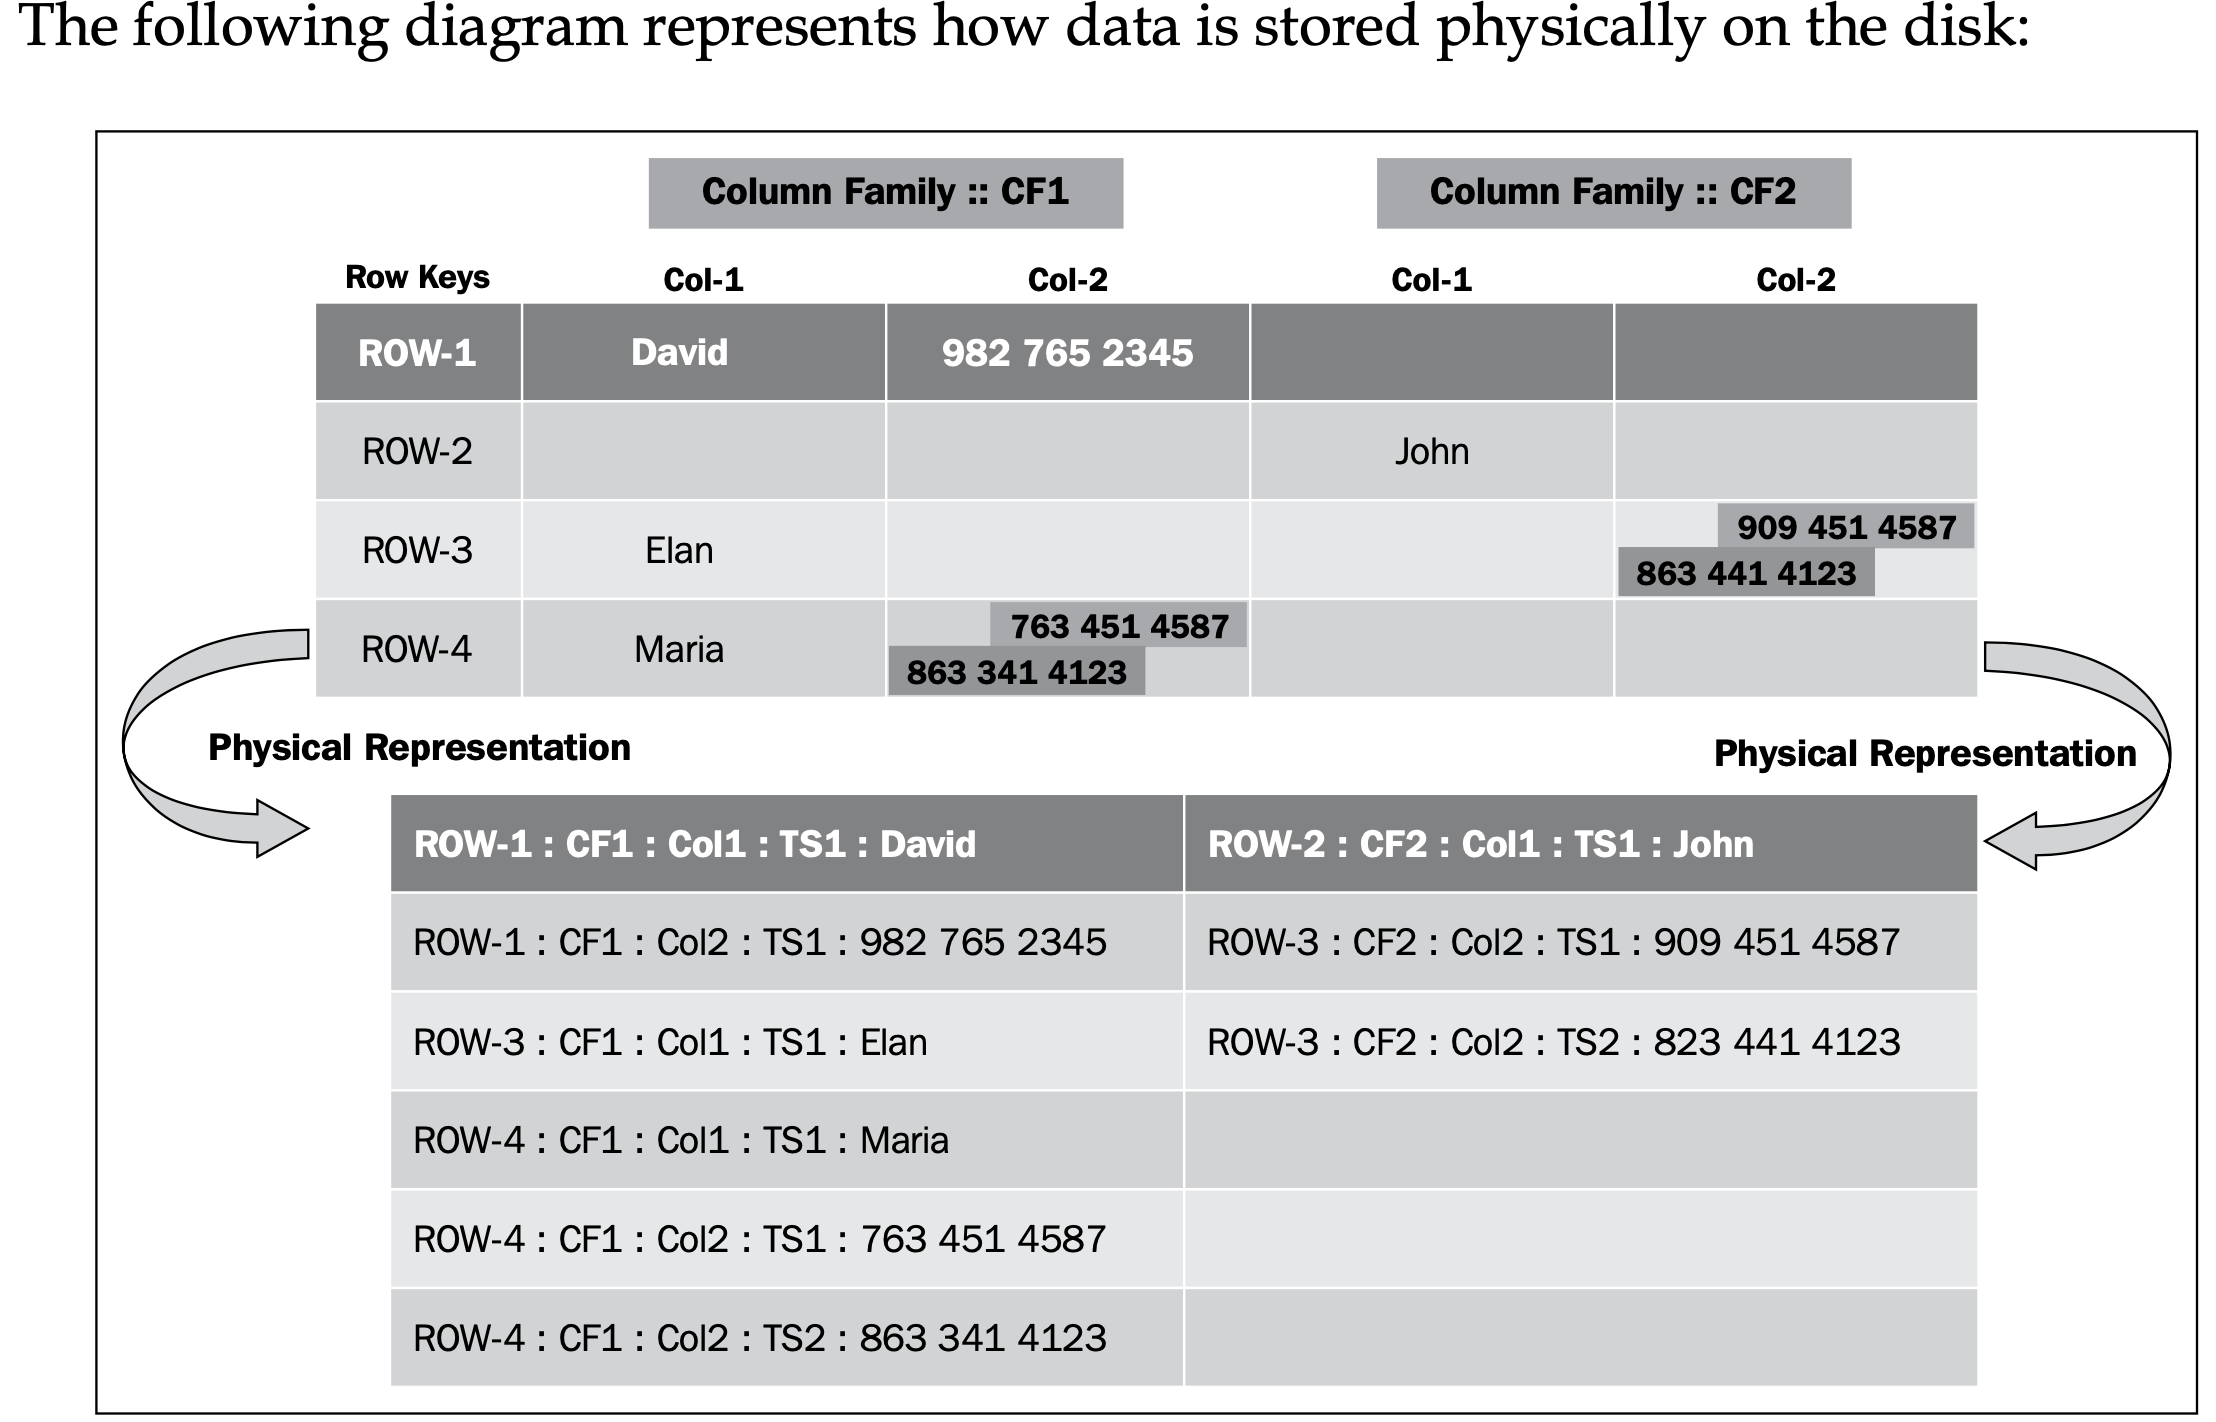 The following diagram represents how data is stored physically on the disk:
Column Family :: CF1 Column Family :: CF2
Row Keys Col-1 Col-2 Col-1 Col-2
ROW-1 David 982 765 2345
ROW-2 John
ROW-3 Elan 909 451 4587
863 441 4123
ROW-4 Maria 763 451 4587
863 341 4123
Physical Representation Physical Representation
ROW-1 : CF1 : Col1 : TS1 : David ROW-2 : CF2 : Col1 : TS1 : John
ROW-1 : CF1 : Col2 : TS1 : 982 765 2345 ROW-3 : CF2 : Col2 : TS1 : 909 451 4587
ROW-3 : CF1 : Col1 : TS1 : Elan ROW-3 : CF2 : Col2 : TS2 : 823 441 4123
ROW-4 : CF1 : Col1 : TS1 : Maria
ROW-4 : CF1 : Col2 : TS1 : 763 451 4587
ROW-4 : CF1 : Col2 : TS2 : 863 341 4123